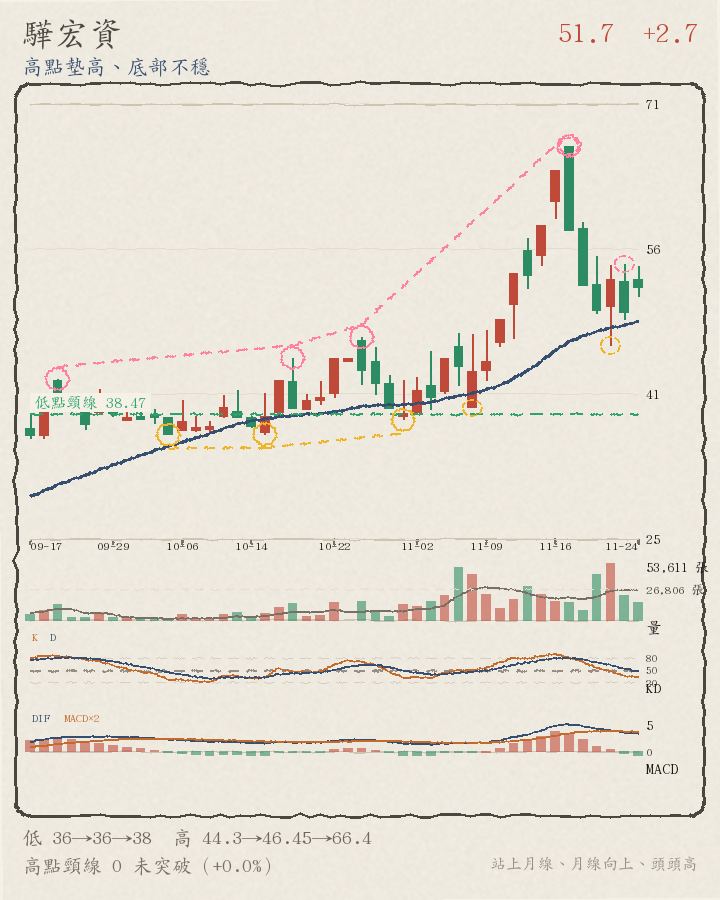 驊宏資 51.7 +2.7
高點墊高、底部不穩
71
56
低點頸線 38.47
41
25
09-17 09-29 10-06 10-14 10-22 11-02 11-09 11-16 11-24
53,611 張
26,806 張
量
K D
80
50
20
KD
DIF MACD×2
5
0
MACD
低 36→36→38 高 44.3→46.45→66.4
高點頸線 0 未突破 (+0.0%) 站上月線、月線向上、頭頭高